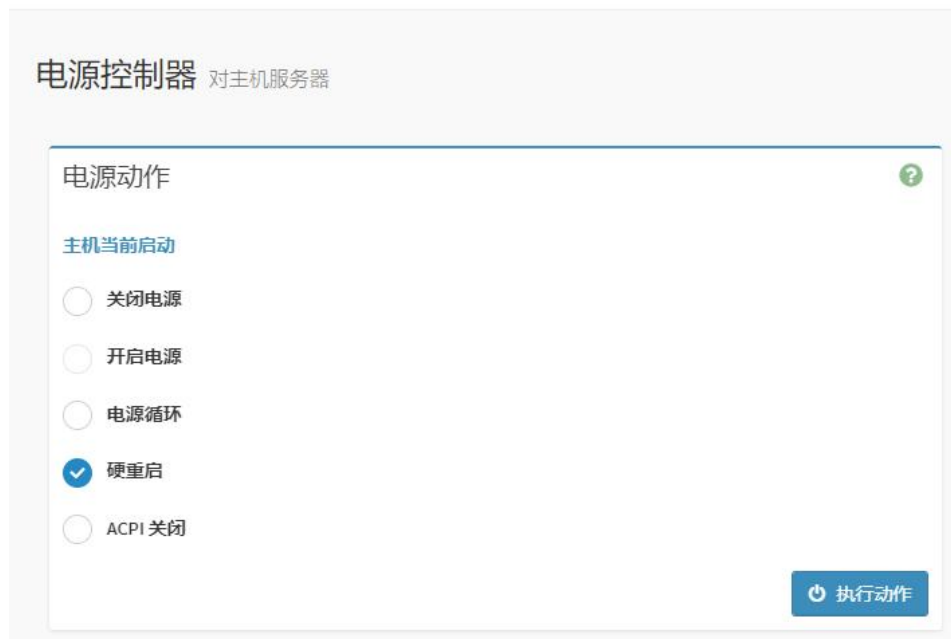 电源控制器 对主机服务器
电源动作
主机当前启动
关闭电源
开启电源
电源循环
硬重启
ACPI 关闭
执行动作